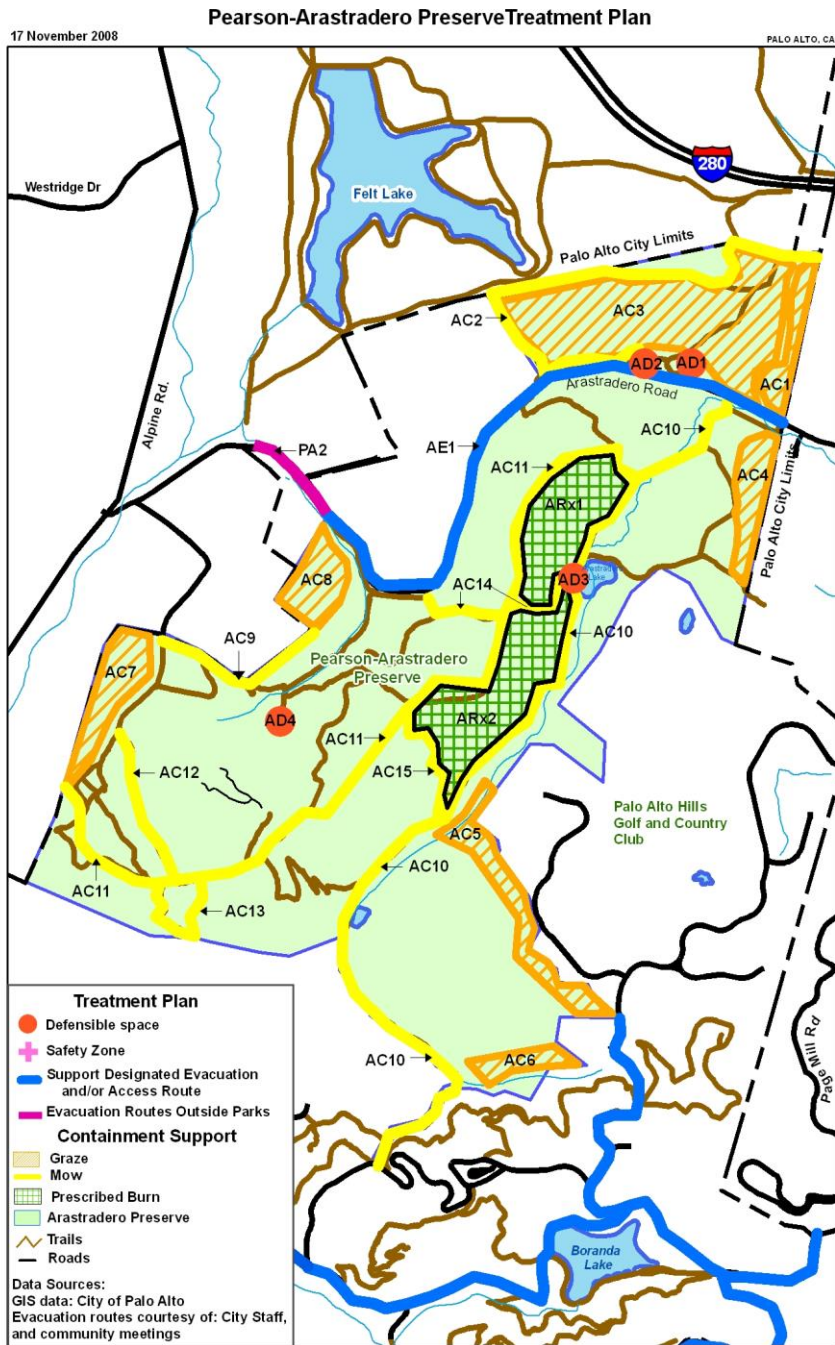 Pearson-Arastradero PreserveTreatment Plan
17 November 2008
PALO ALTO, CA
280
Westridge Dr
Felt Lake
Palo Alto City Limits
AC3
AC2
AD2
AD1
AC1
Arastradero Road
Alpine Rd.
AC10
AE1
PA2
AC11
AC4
Palo Alto City Limits
ARx1
AC8
AC14
AD3
Lake
AC9
AC10
Pearson-Arastradero
Preserve
AC7
AD4
ARx2
AC11
AC12
AC15
Palo Alto Hills
Golf and Country
Club
AC5
AC10
AC11
AC13
Page Mill Rd
AC10
AC6
Boranda
Lake
Treatment Plan
Defensible space
Safety Zone
Support Designated Evacuation
and/or Access Route
Evacuation Routes Outside Parks
Containment Support
Graze
Mow
Prescribed Burn
Arastradero Preserve
Trails
Roads
Data Sources:
GIS data: City of Palo Alto
Evacuation routes courtesy of: City Staff,
and community meetings